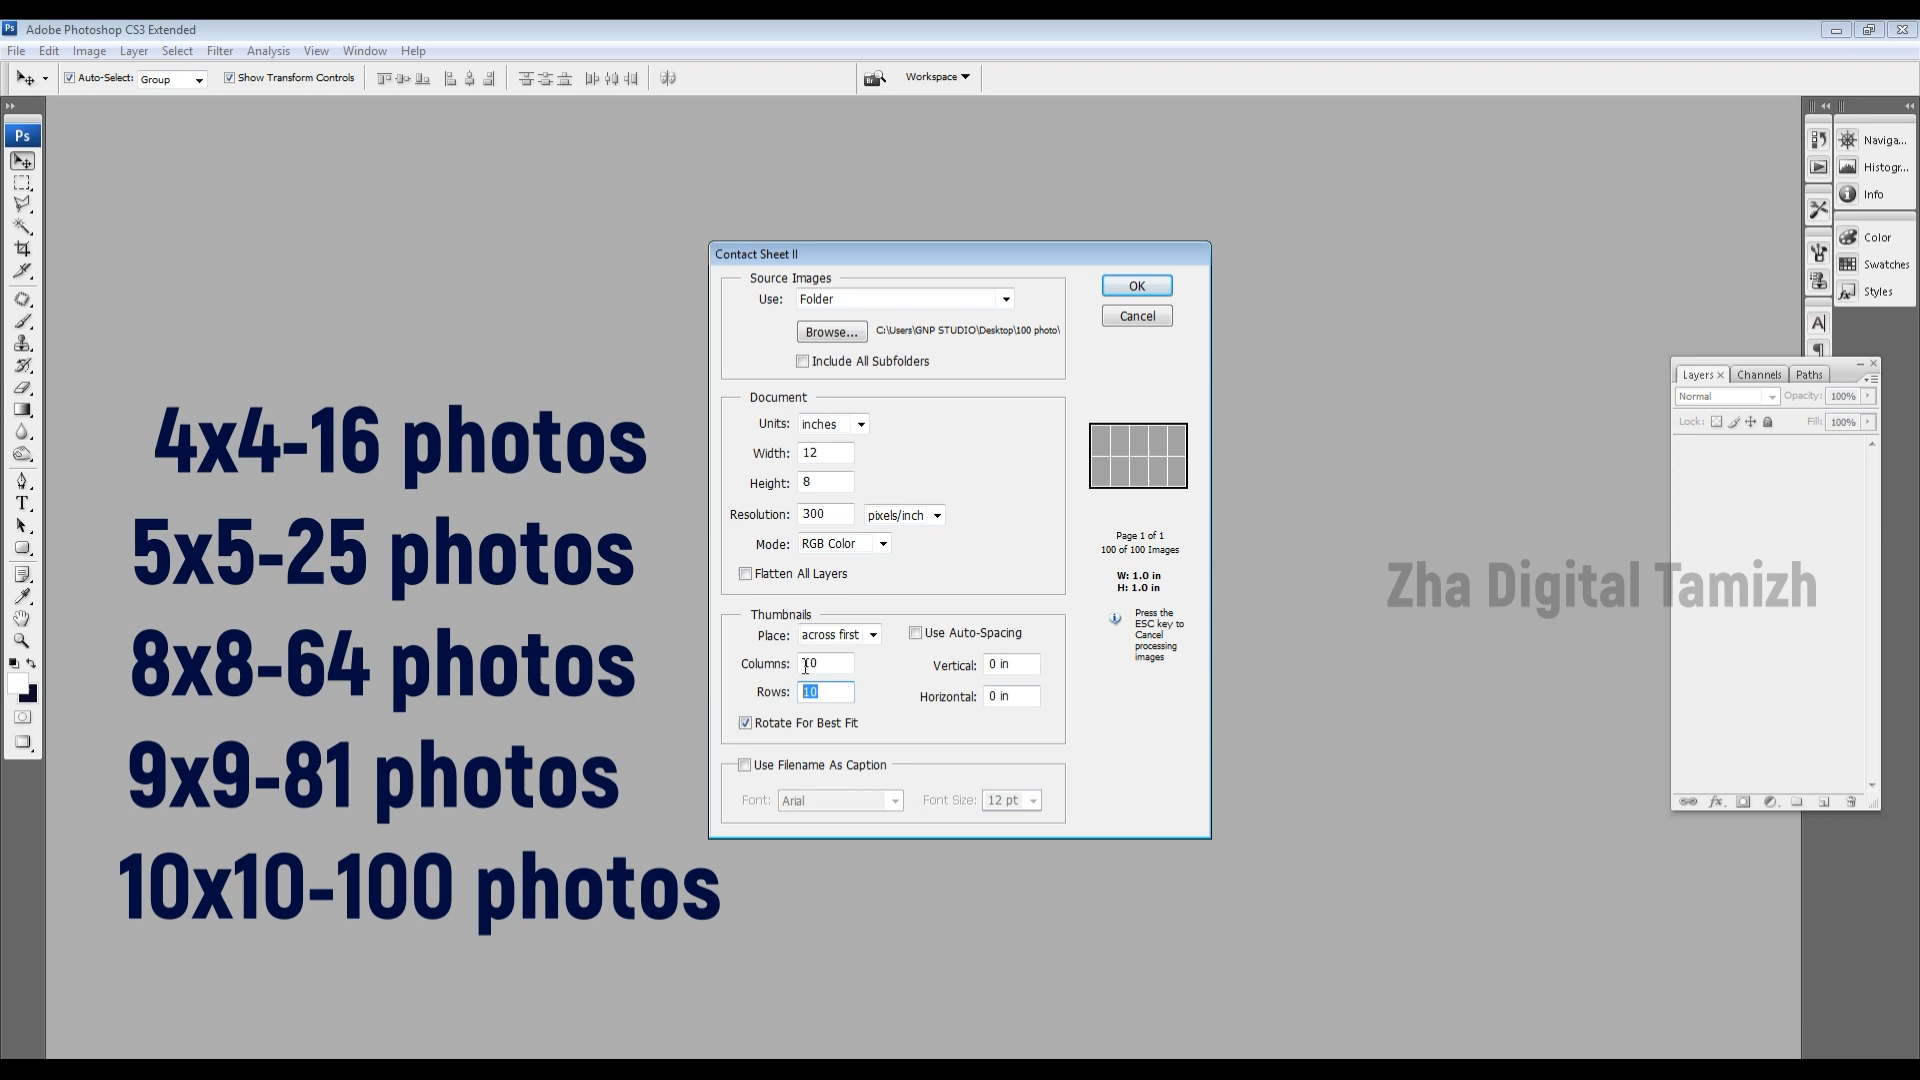 Ps Adobe Photoshop CS3 Extended
File Edit Image Layer Select Filter Analysis View Window Help
Auto-Select: Group Show Transform Controls Br Workspace
Ps
Naviga...
Histogr...
Info
Color
Swatches
Styles
Contact Sheet II
Source Images
Use: Folder
Browse... C:\Users\GNP STUDIO\Desktop\100 photo\
Include All Subfolders
OK
Cancel
Document
Units: inches
Width: 12
Height: 8
Resolution: 300 pixels/inch
Mode: RGB Color
Flatten All Layers
Page 1 of 1
100 of 100 Images
W: 1.0 in
H: 1.0 in
Press the
ESC key to
Cancel
processing
images
Thumbnails
Place: across first Use Auto-Spacing
Columns: 10 Vertical: 0 in
Rows: 10 Horizontal: 0 in
Rotate For Best Fit
Use Filename As Caption
Font: Arial Font Size: 12 pt
4x4-16 photos
5x5-25 photos
8x8-64 photos
9x9-81 photos
10x10-100 photos
Layers Channels Paths
Normal Opacity: 100%
Lock: Fill: 100%
Zha Digital Tamizh